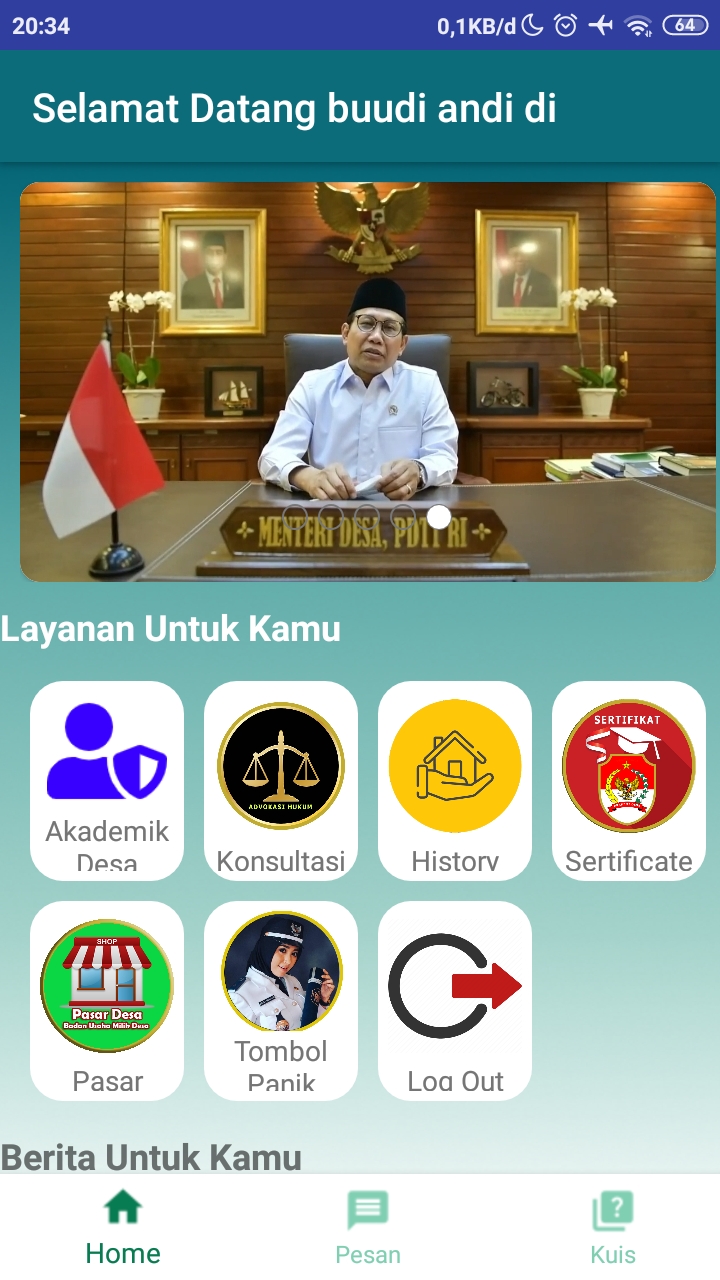 20:34
0,1KB/d
64
Selamat Datang buudi andi di
MENTERI DESA, PDTT RI
Layanan Untuk Kamu
Akademik
Desa
ADVOKASI HUKUM
Konsultasi
History
SERTIFIKAT
Sertificate
SHOP
Pasar Desa
Badan Usaha Milik Desa
Pasar
Tombol
Panik
Log Out
Berita Untuk Kamu
Home
Pesan
Kuis